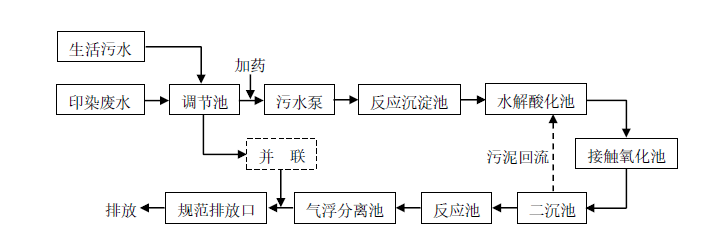 生活污水
加药
印染废水
调节池
污水泵
反应沉淀池
水解酸化池
并 联
污泥回流
接触氧化池
排放
规范排放口
气浮分离池
反应池
二沉池